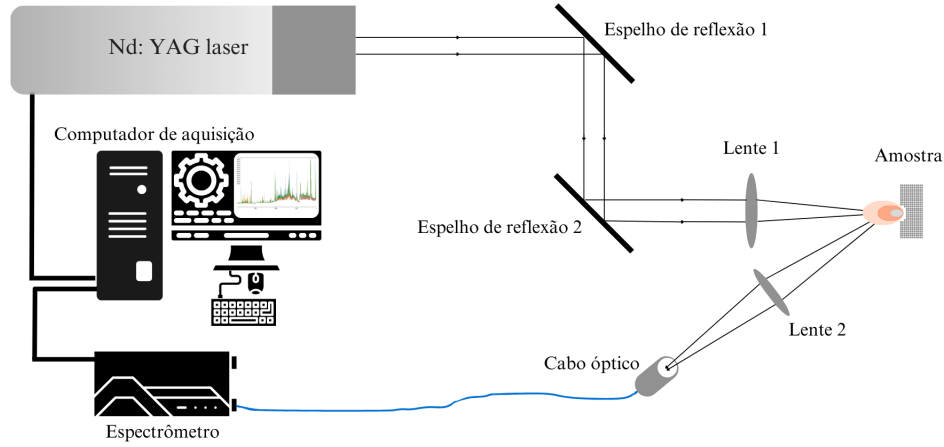 Nd: YAG laser
Espelho de reflexão 1
Computador de aquisição
Lente 1
Amostra
Espelho de reflexão 2
Lente 2
Cabo óptico
Espectrômetro